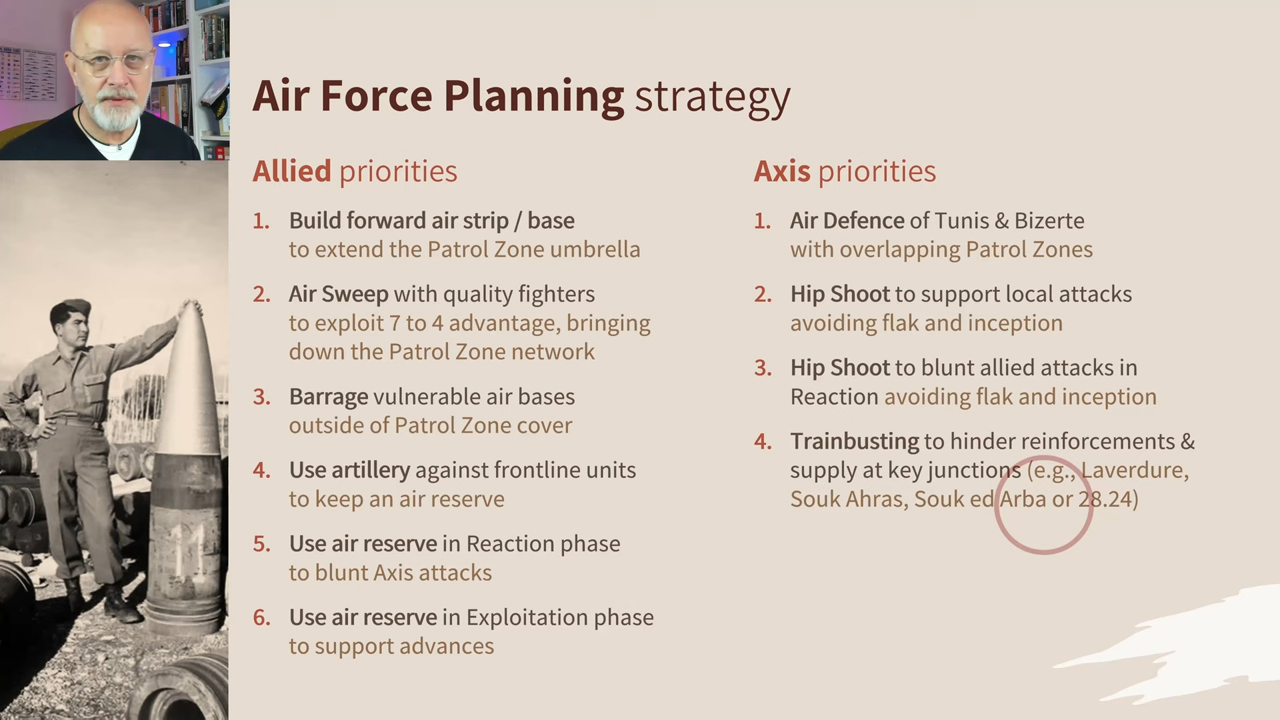 Air Force Planning strategy
Allied priorities
1. Build forward air strip / base
to extend the Patrol Zone umbrella
2. Air Sweep with quality fighters
to exploit 7 to 4 advantage, bringing
down the Patrol Zone network
3. Barrage vulnerable air bases
outside of Patrol Zone cover
4. Use artillery against frontline units
to keep an air reserve
5. Use air reserve in Reaction phase
to blunt Axis attacks
6. Use air reserve in Exploitation phase
to support advances
Axis priorities
1. Air Defence of Tunis & Bizerte
with overlapping Patrol Zones
2. Hip Shoot to support local attacks
avoiding flak and inception
3. Hip Shoot to blunt allied attacks in
Reaction avoiding flak and inception
4. Trainbusting to hinder reinforcements &
supply at key junctions (e.g., Laverdure,
Souk Ahras, Souk ed Arba or 28.24)
11